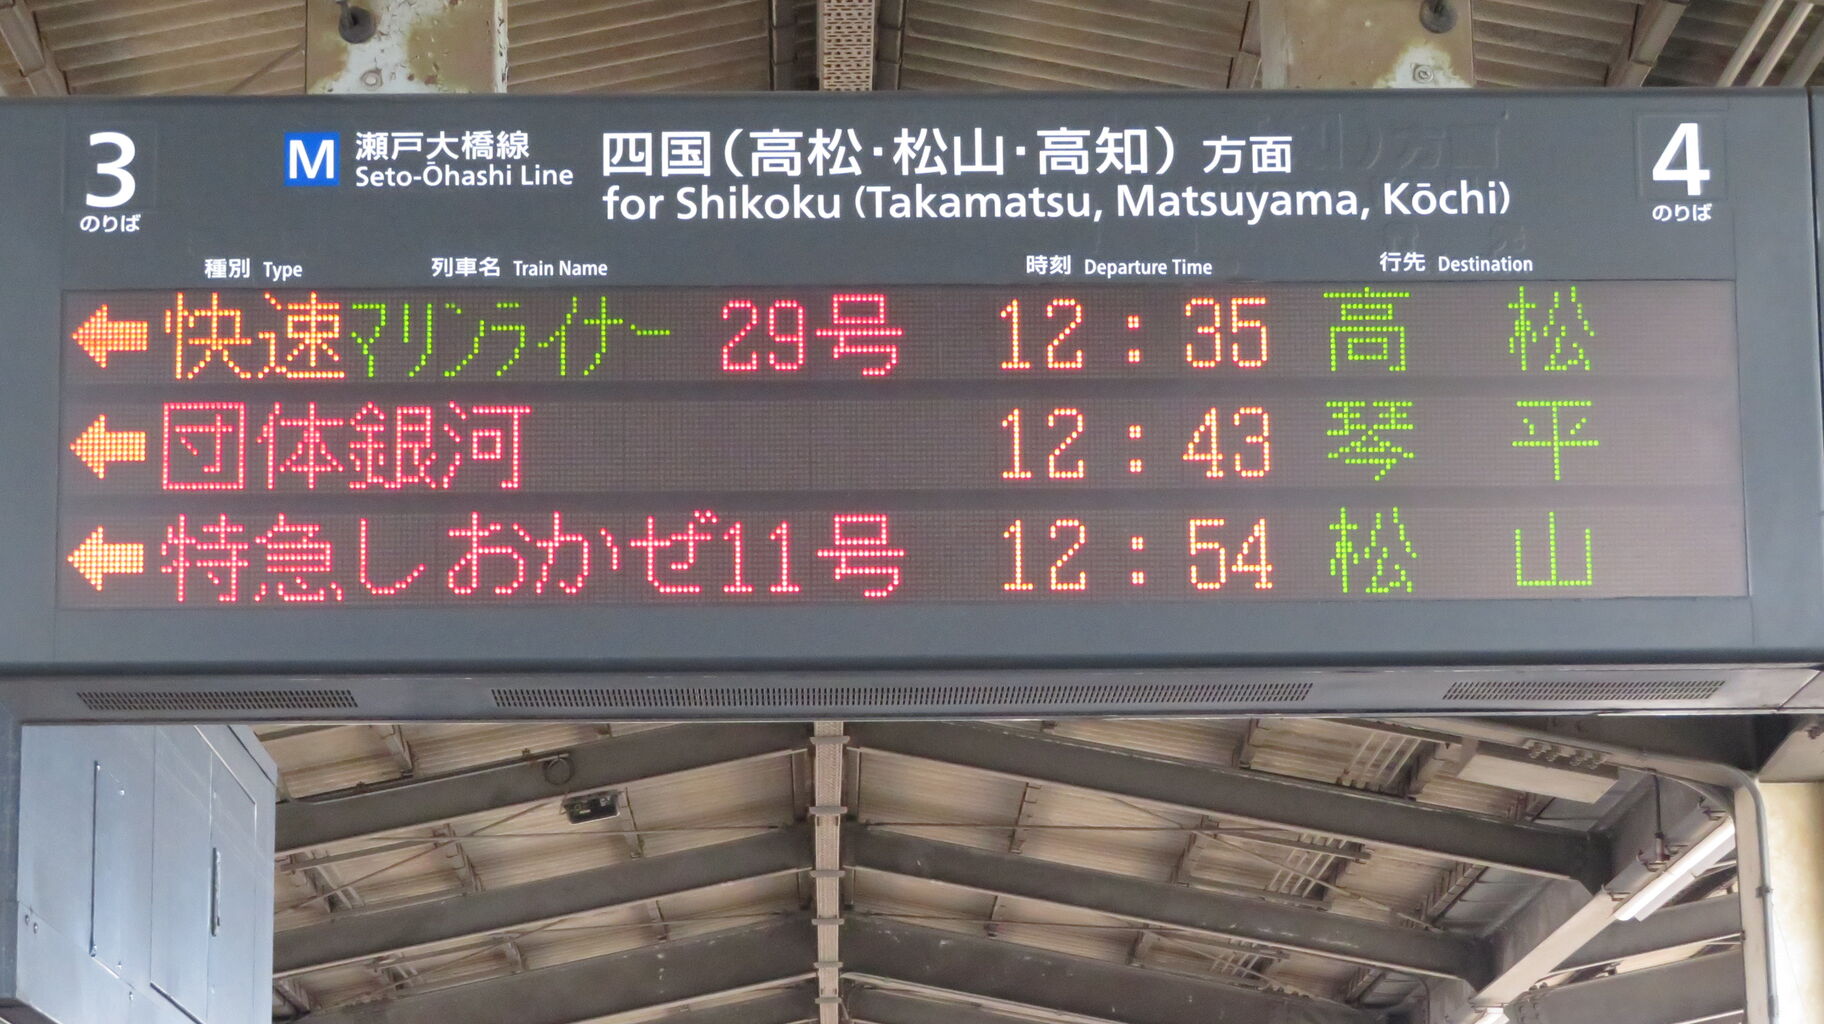 3 のりば
M 瀬戸大橋線
Seto-Ōhashi Line
四国(高松・松山・高知) 方面
for Shikoku (Takamatsu, Matsuyama, Kōchi)
4 のりば
種別 Type 列車名 Train Name 時刻 Departure Time 行先 Destination
← 快速マリンライナー 29号 12:35 高 松
← 団体銀河 12:43 琴 平
← 特急しおかぜ11号 12:54 松 山